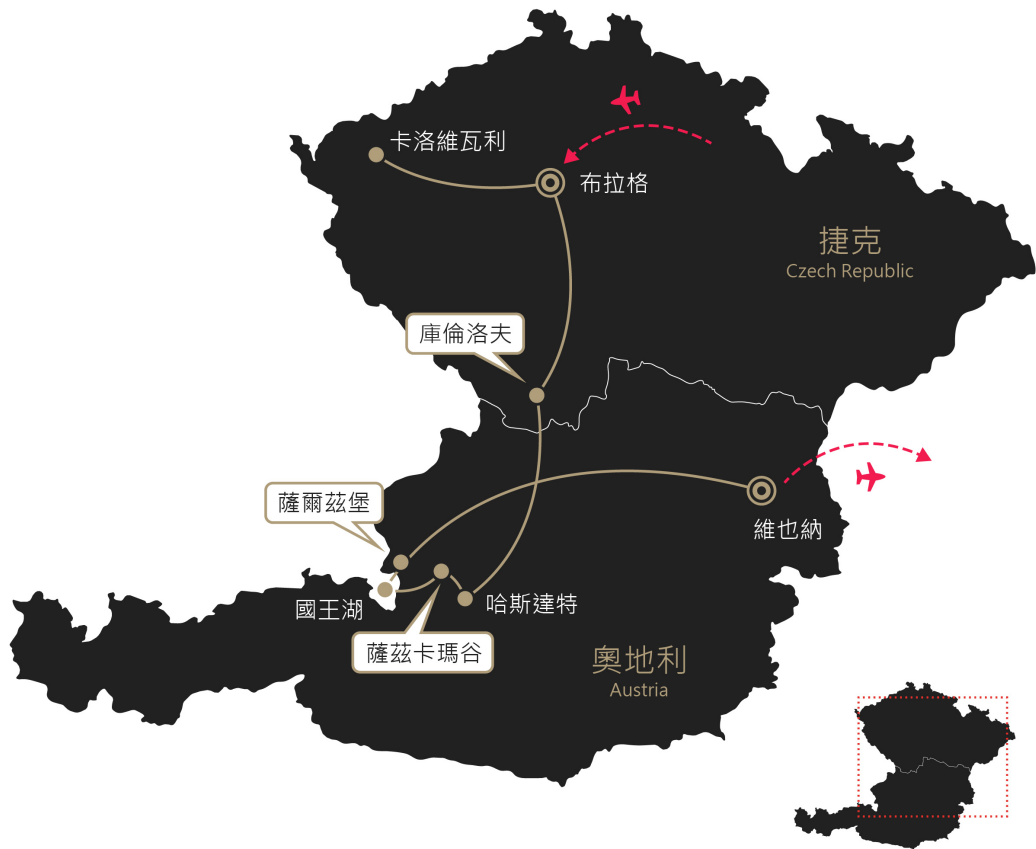 卡洛維瓦利
布拉格
捷克
Czech Republic
庫倫洛夫
薩爾茲堡
維也納
國王湖
哈斯達特
薩茲卡瑪谷
奧地利
Austria